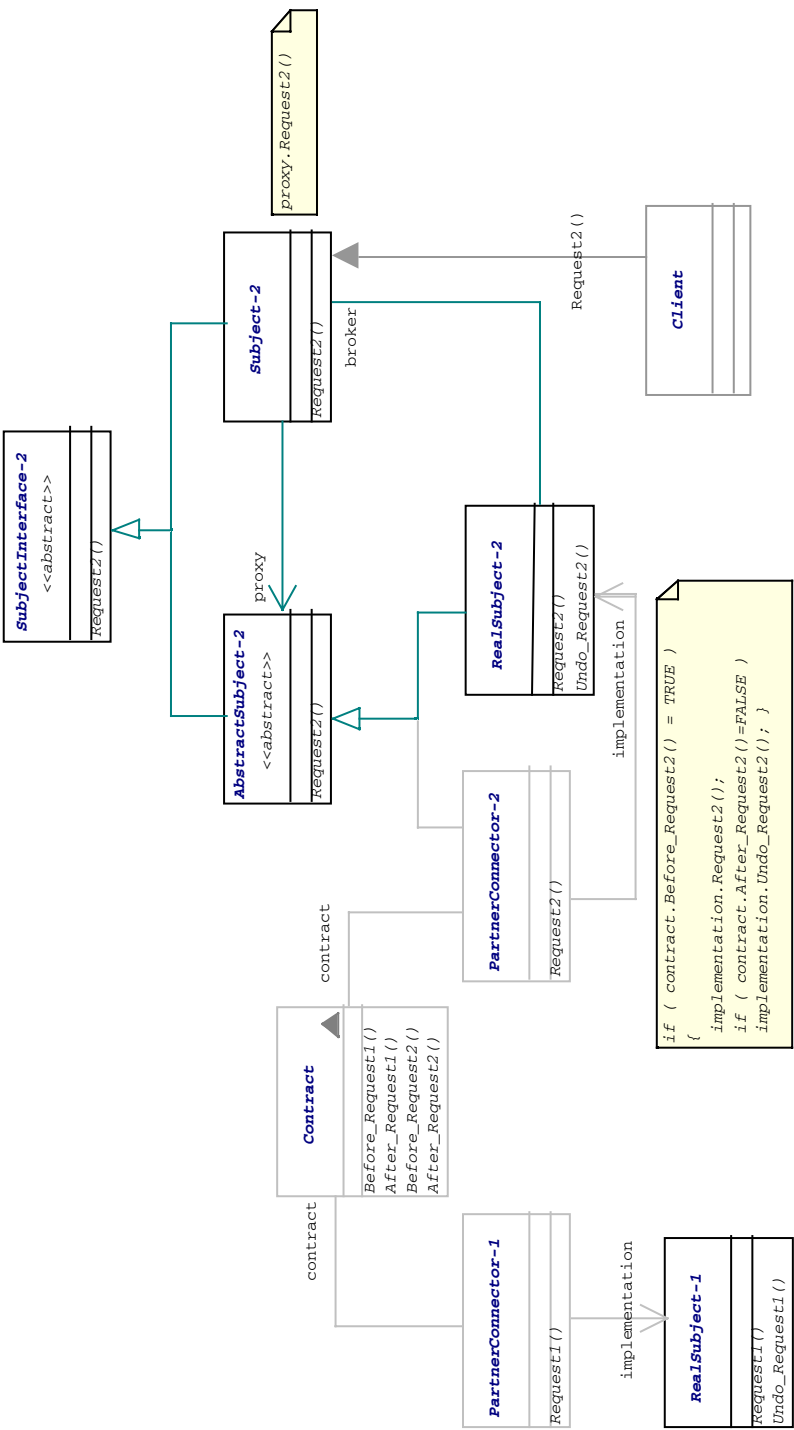 SubjectInterface-2
<<abstract>>
Request2()
proxy.Request2()
Subject-2
Request2()
broker
proxy
AbstractSubject-2
<<abstract>>
Request2()
Request2()
Client
RealSubject-2
Request2()
Undo_Request2()
implementation
PartnerConnector-2
Request2()
contract
Contract
Before_Request1()
After_Request1()
Before_Request2()
After_Request2()
contract
PartnerConnector-1
Request1()
implementation
RealSubject-1
Request1()
Undo_Request1()
if ( contract.Before_Request2() = TRUE )
{
implementation.Request2();
if ( contract.After_Request2()=FALSE )
implementation.Undo_Request2(); }